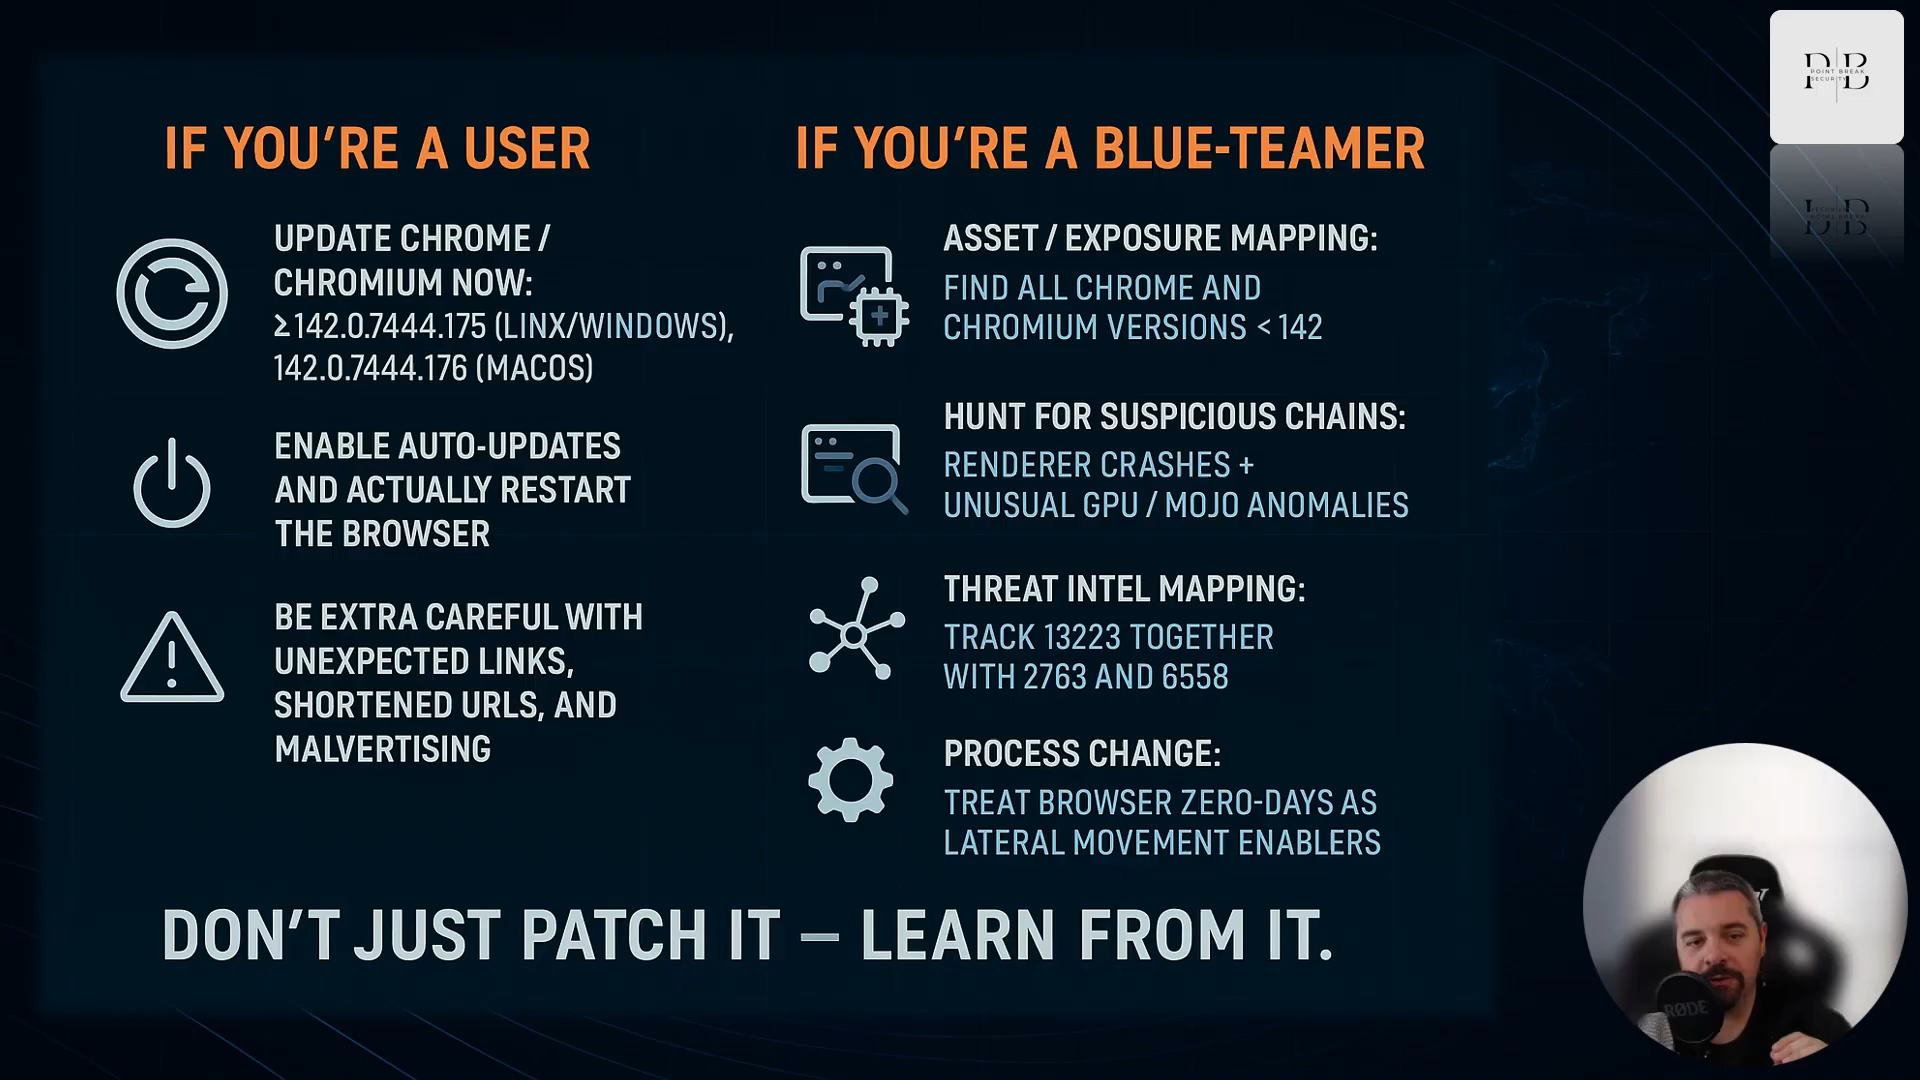 IF YOU'RE A USER
UPDATE CHROME /
CHROMIUM NOW:
≥142.0.7444.175 (LINX/WINDOWS),
142.0.7444.176 (MACOS)
ENABLE AUTO-UPDATES
AND ACTUALLY RESTART
THE BROWSER
BE EXTRA CAREFUL WITH
UNEXPECTED LINKS,
SHORTENED URLS, AND
MALVERTISING
IF YOU'RE A BLUE-TEAMER
ASSET / EXPOSURE MAPPING:
FIND ALL CHROME AND
CHROMIUM VERSIONS < 142
HUNT FOR SUSPICIOUS CHAINS:
RENDERER CRASHES +
UNUSUAL GPU / MOJO ANOMALIES
THREAT INTEL MAPPING:
TRACK 13223 TOGETHER
WITH 2763 AND 6558
PROCESS CHANGE:
TREAT BROWSER ZERO-DAYS AS
LATERAL MOVEMENT ENABLERS
DON'T JUST PATCH IT – LEARN FROM IT.
P B
POINT BREAK
SECURITY
RØDE